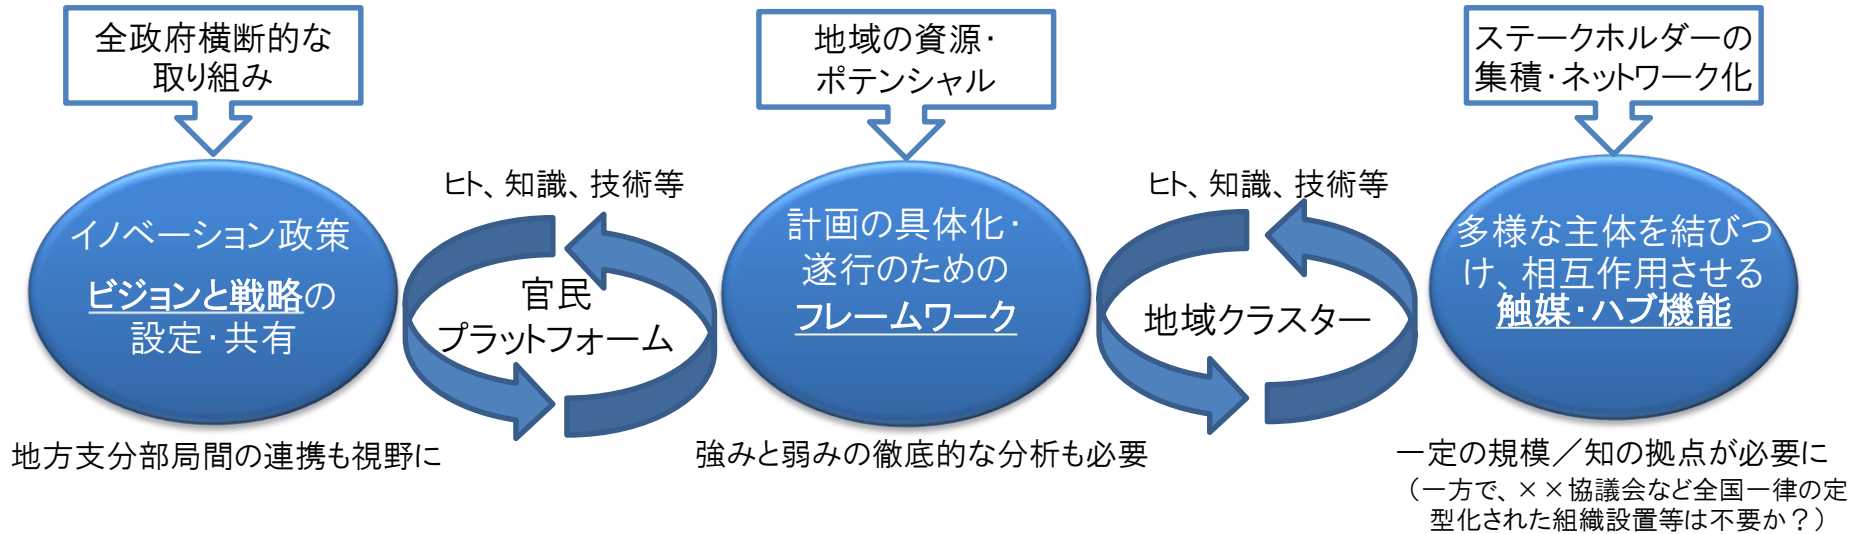 全政府横断的な
取り組み
地域の資源・
ポテンシャル
ステークホルダーの
集積・ネットワーク化
イノベーション政策
ビジョンと戦略の
設定・共有
ヒト、知識、技術等
官民
プラットフォーム
計画の具体化・
遂行のための
フレームワーク
ヒト、知識、技術等
地域クラスター
多様な主体を結びつ
け、相互作用させる
触媒・ハブ機能
地方支分部局間の連携も視野に
強みと弱みの徹底的な分析も必要
一定の規模／知の拠点が必要に
（一方で、××協議会など全国一律の定
型化された組織設置等は不要か？）